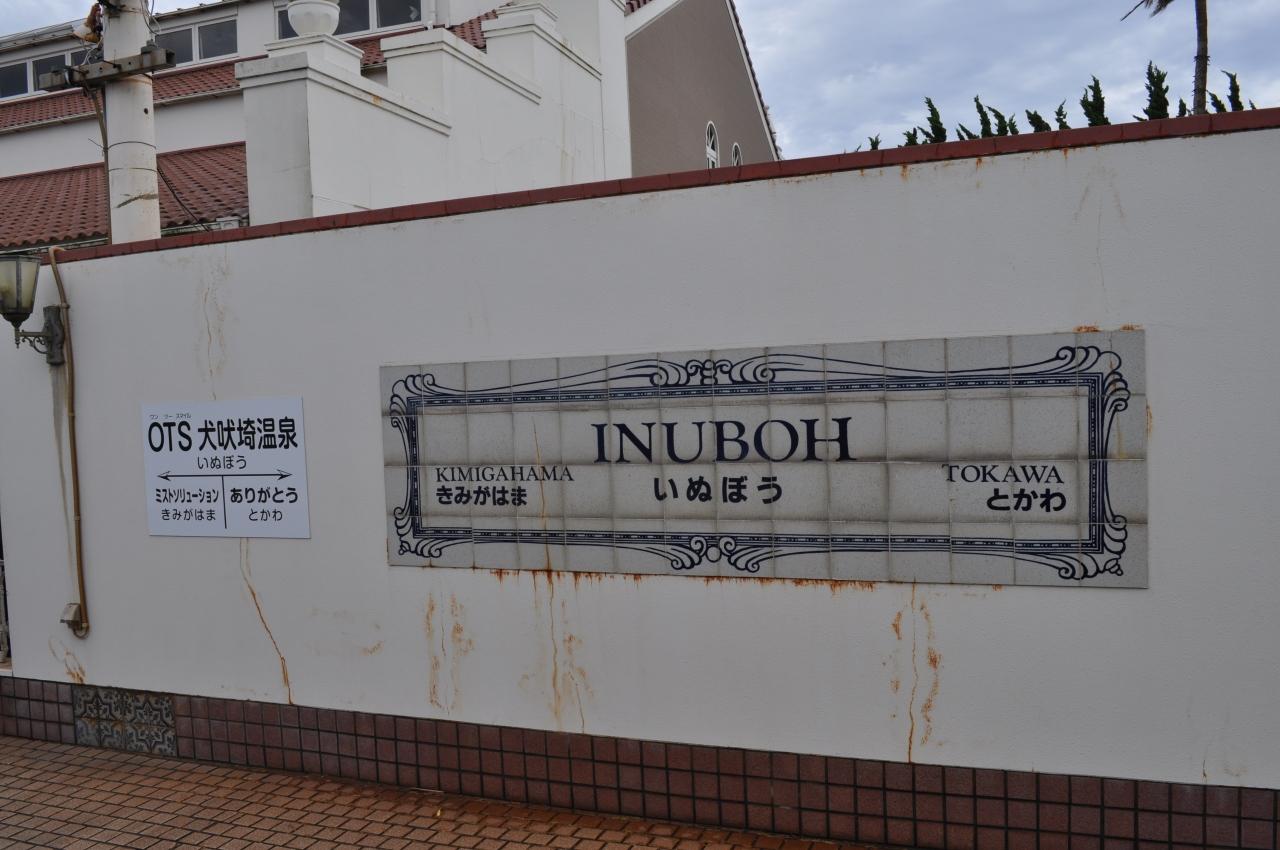 ワン ツー スマイル
OTS 犬吠埼温泉
いぬぼう
ミストソリューション ありがとう
きみがはま とかわ
INUBOH
KIMIGAHAMA TOKAWA
きみがはま いぬぼう とかわ